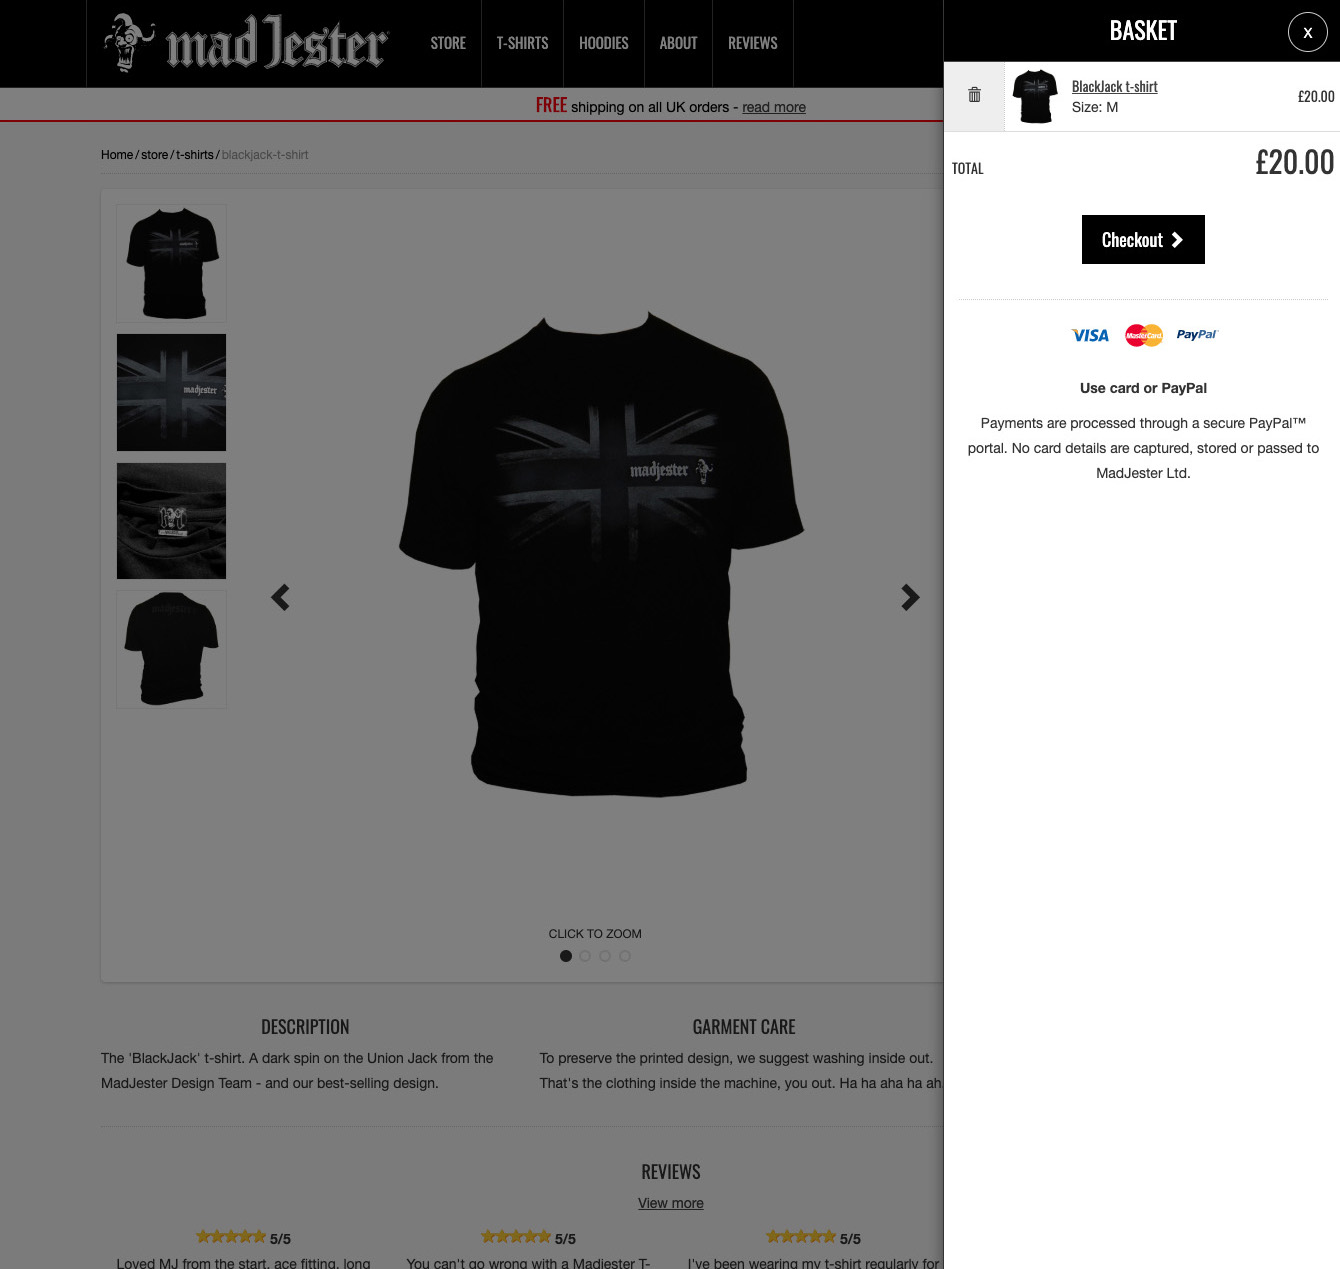 mad Jester
STORE
T-SHIRTS
HOODIES
ABOUT
REVIEWS
FREE shipping on all UK orders - read more
Home / store / t-shirts / blackjack-t-shirt
madjester
madjester
madjester
CLICK TO ZOOM
DESCRIPTION
The 'BlackJack' t-shirt. A dark spin on the Union Jack from the
MadJester Design Team - and our best-selling design.
GARMENT CARE
To preserve the printed design, we suggest washing inside out.
That's the clothing inside the machine, you out. Ha ha aha ha ah
REVIEWS
View more
5/5
Loved MJ from the start, ace fitting, long
5/5
You can't go wrong with a Madjester T-
5/5
I've been wearing my t-shirt regularly for
BASKET
x
BlackJack t-shirt
Size: M
£20.00
TOTAL
£20.00
Checkout
VISA
MasterCard
PayPal
Use card or PayPal
Payments are processed through a secure PayPal™
portal. No card details are captured, stored or passed to
MadJester Ltd.